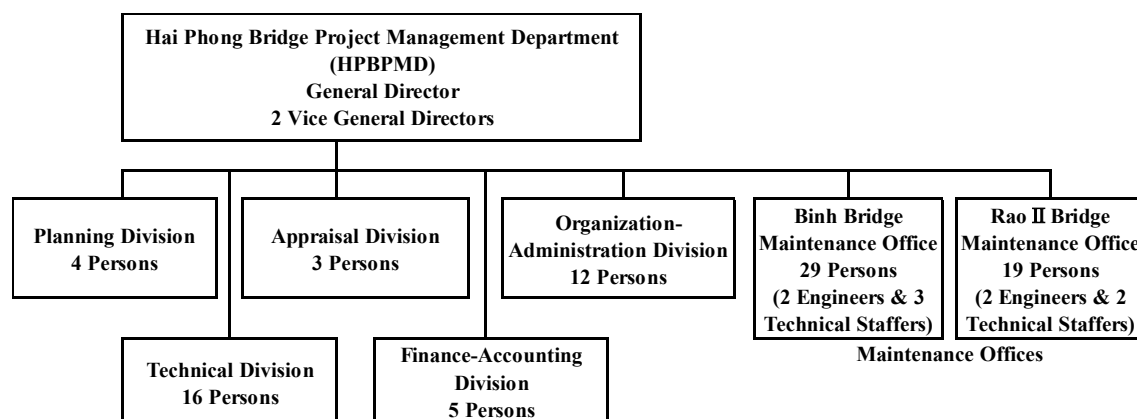 Hai Phong Bridge Project Management Department
(HPBPMD)
General Director
2 Vice General Directors
Planning Division
4 Persons
Appraisal Division
3 Persons
Organization-
Administration Division
12 Persons
Binh Bridge
Maintenance Office
29 Persons
(2 Engineers & 3
Technical Staffers)
Rao II Bridge
Maintenance Office
19 Persons
(2 Engineers & 2
Technical Staffers)
Technical Division
16 Persons
Finance-Accounting
Division
5 Persons
Maintenance Offices